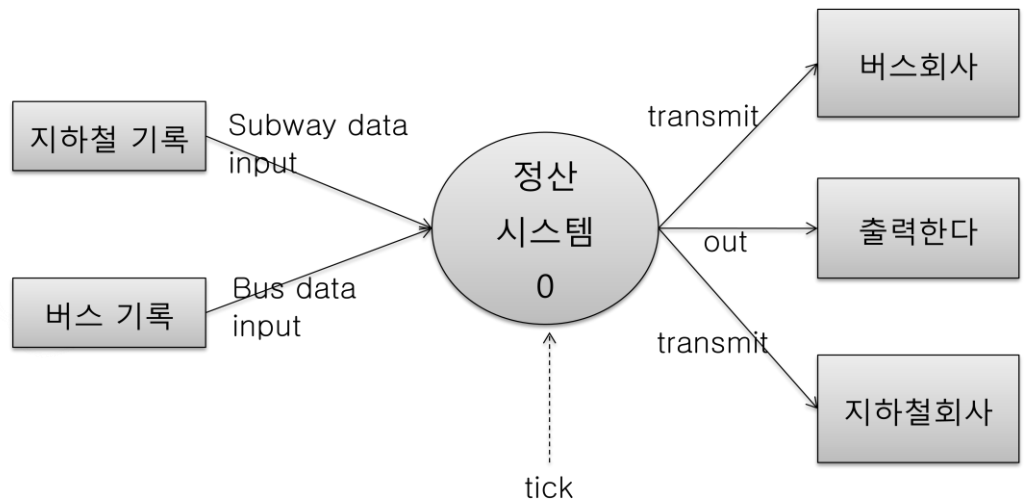 지하철 기록
Subway data
input
버스 기록
Bus data
input
정산
시스템
0
tick
transmit
out
transmit
버스회사
출력한다
지하철회사